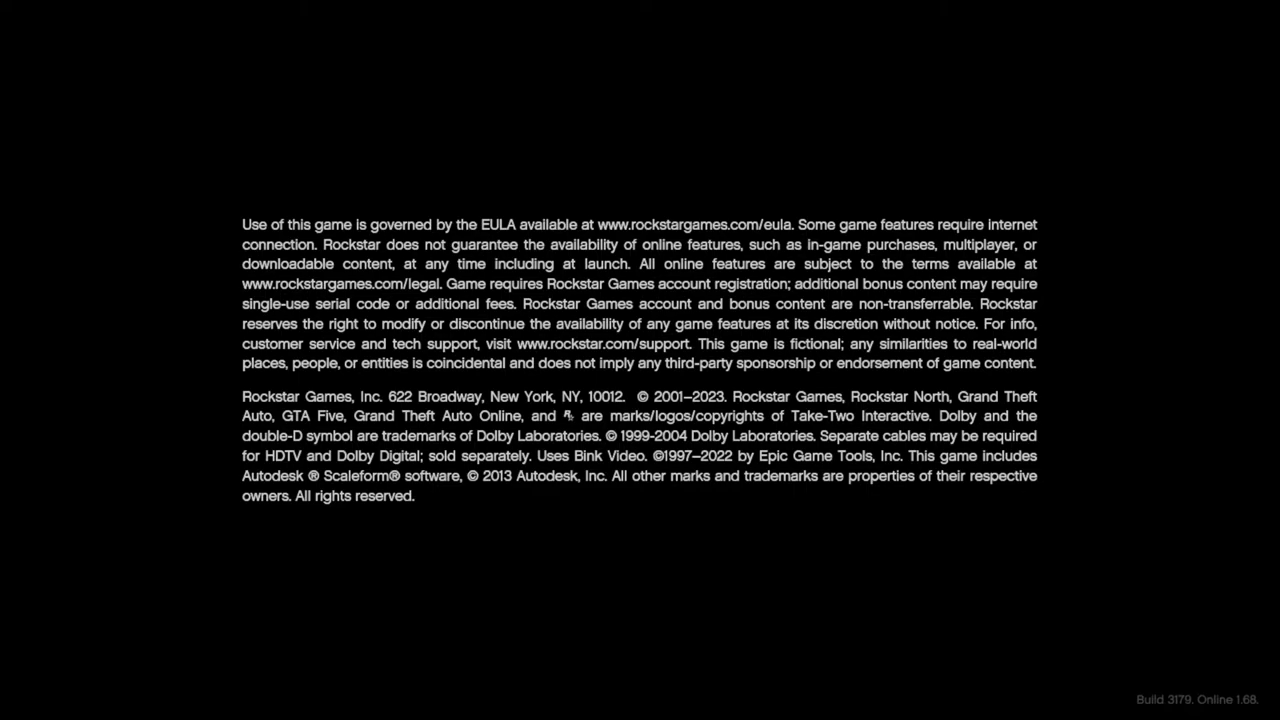 Use of this game is governed by the EULA available at www.rockstargames.com/eula. Some game features require internet
connection. Rockstar does not guarantee the availability of online features, such as in-game purchases, multiplayer, or
downloadable content, at any time including at launch. All online features are subject to the terms available at
www.rockstargames.com/legal. Game requires Rockstar Games account registration; additional bonus content may require
single-use serial code or additional fees. Rockstar Games account and bonus content are non-transferrable. Rockstar
reserves the right to modify or discontinue the availability of any game features at its discretion without notice. For info,
customer service and tech support, visit www.rockstar.com/support. This game is fictional; any similarities to real-world
places, people, or entities is coincidental and does not imply any third-party sponsorship or endorsement of game content.
Rockstar Games, Inc. 622 Broadway, New York, NY, 10012. © 2001–2023. Rockstar Games, Rockstar North, Grand Theft
Auto, GTA Five, Grand Theft Auto Online, and R* are marks/logos/copyrights of Take-Two Interactive. Dolby and the
double-D symbol are trademarks of Dolby Laboratories. © 1999-2004 Dolby Laboratories. Separate cables may be required
for HDTV and Dolby Digital; sold separately. Uses Bink Video. ©1997–2022 by Epic Game Tools, Inc. This game includes
Autodesk ® Scaleform® software, © 2013 Autodesk, Inc. All other marks and trademarks are properties of their respective
owners. All rights reserved.
Build 3179. Online 1.68.